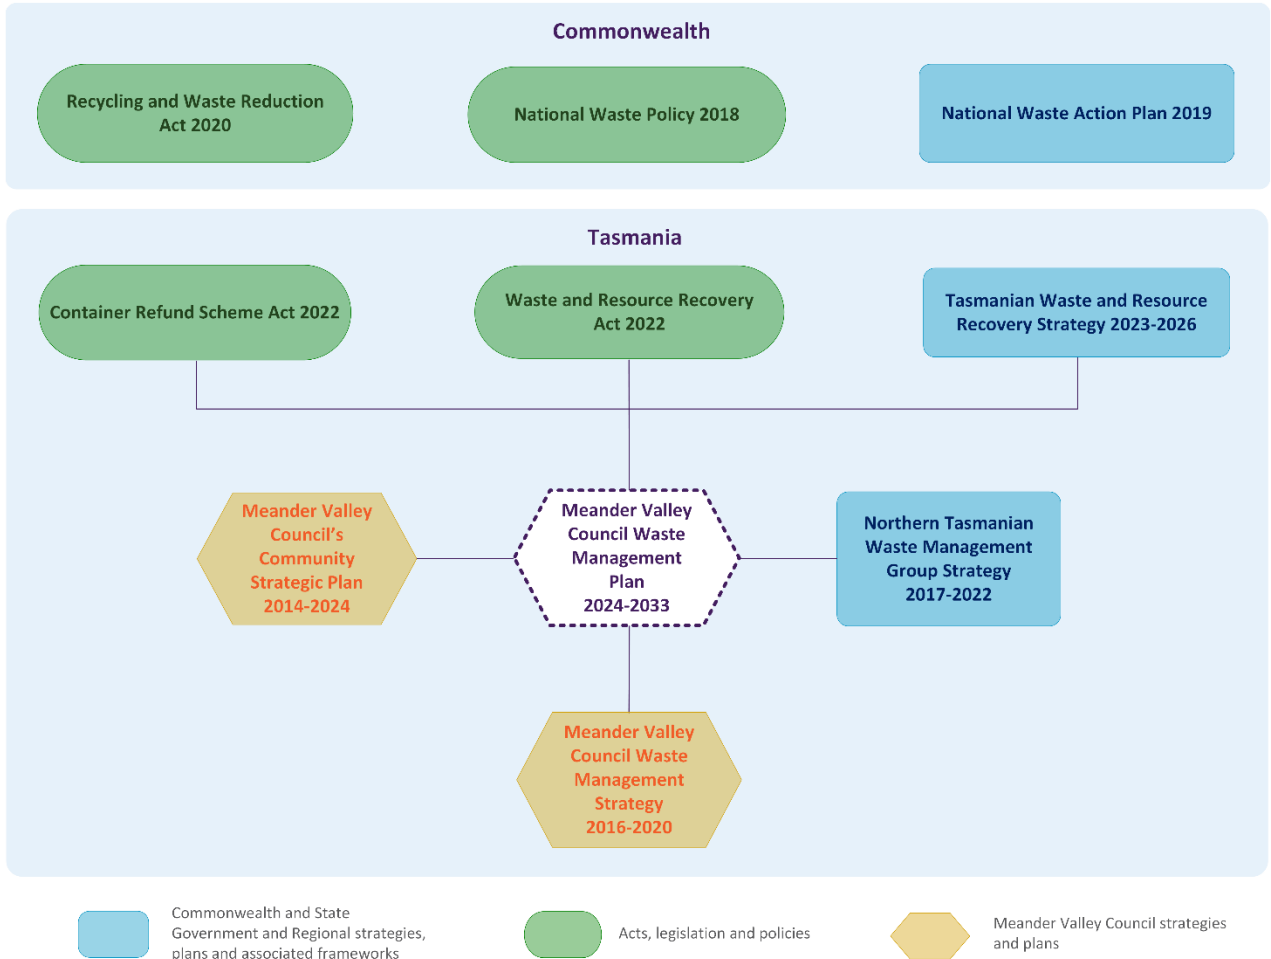 Commonwealth
Recycling and Waste Reduction
Act 2020
National Waste Policy 2018
National Waste Action Plan 2019
Tasmania
Container Refund Scheme Act 2022
Waste and Resource Recovery
Act 2022
Tasmanian Waste and Resource
Recovery Strategy 2023-2026
Meander Valley
Council’s
Community
Strategic Plan
2014-2024
Meander Valley
Council Waste
Management
Plan
2024-2033
Northern Tasmanian
Waste Management
Group Strategy
2017-2022
Meander Valley
Council Waste
Management
Strategy
2016-2020
Commonwealth and State
Government and Regional strategies,
plans and associated frameworks
Acts, legislation and policies
Meander Valley Council strategies
and plans